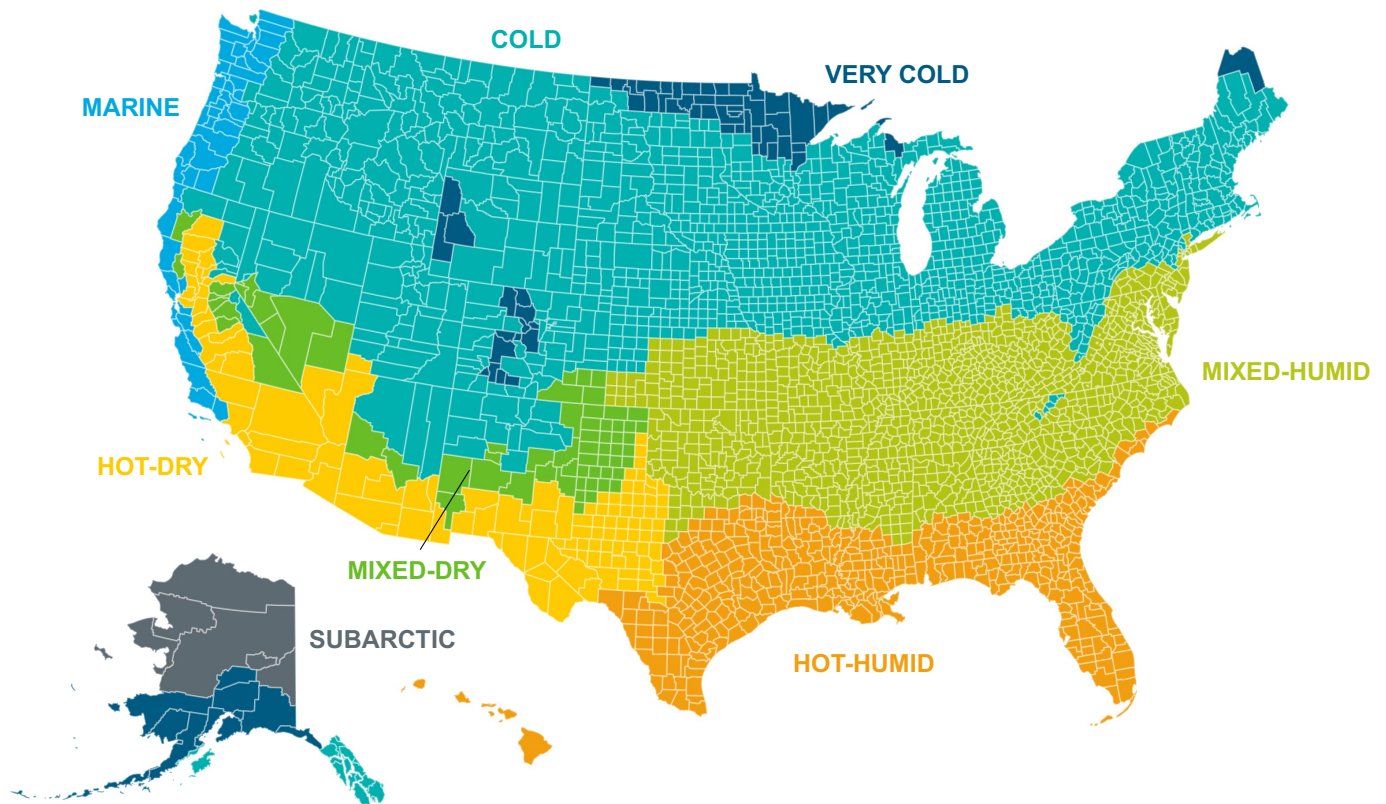 COLD
VERY COLD
MARINE
MIXED-HUMID
HOT-DRY
MIXED-DRY
SUBARCTIC
HOT-HUMID